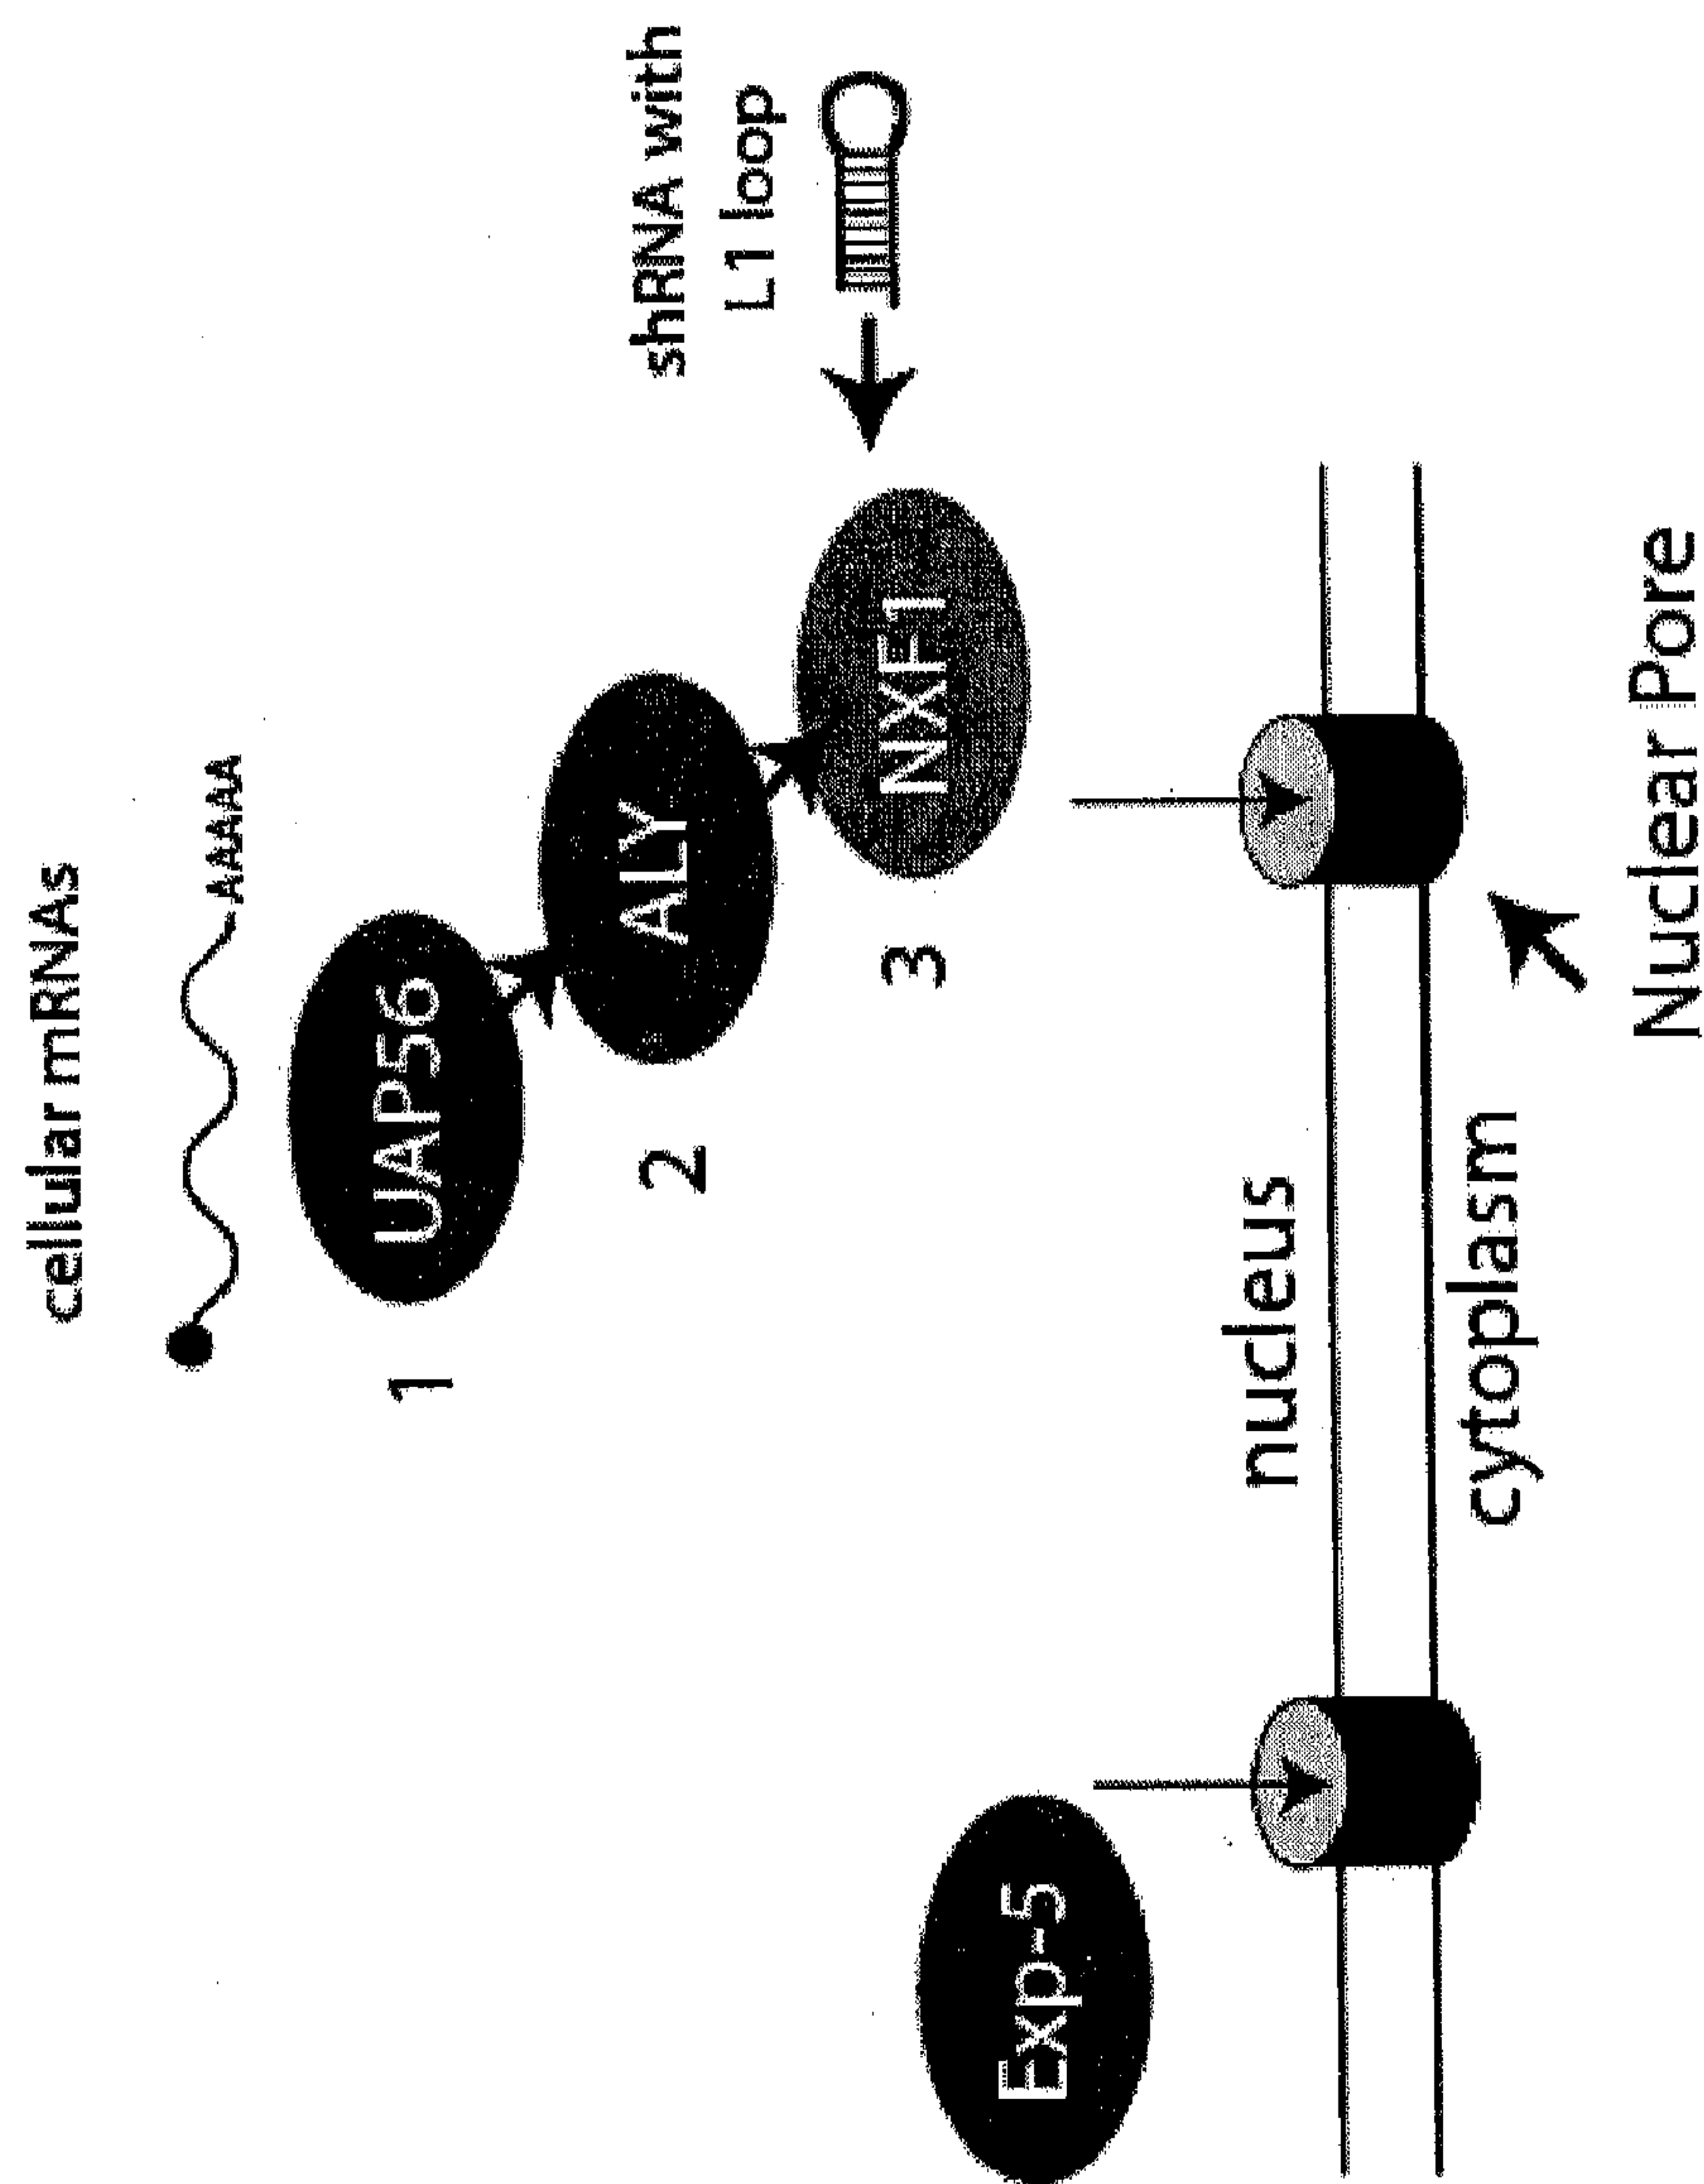 cellular mRNAs
AAAAA
shRNA with
L1 loop
1
UAP56
2
ALY
3
NXF1
Exp-5
nucleus
cytoplasm
Nuclear Pore